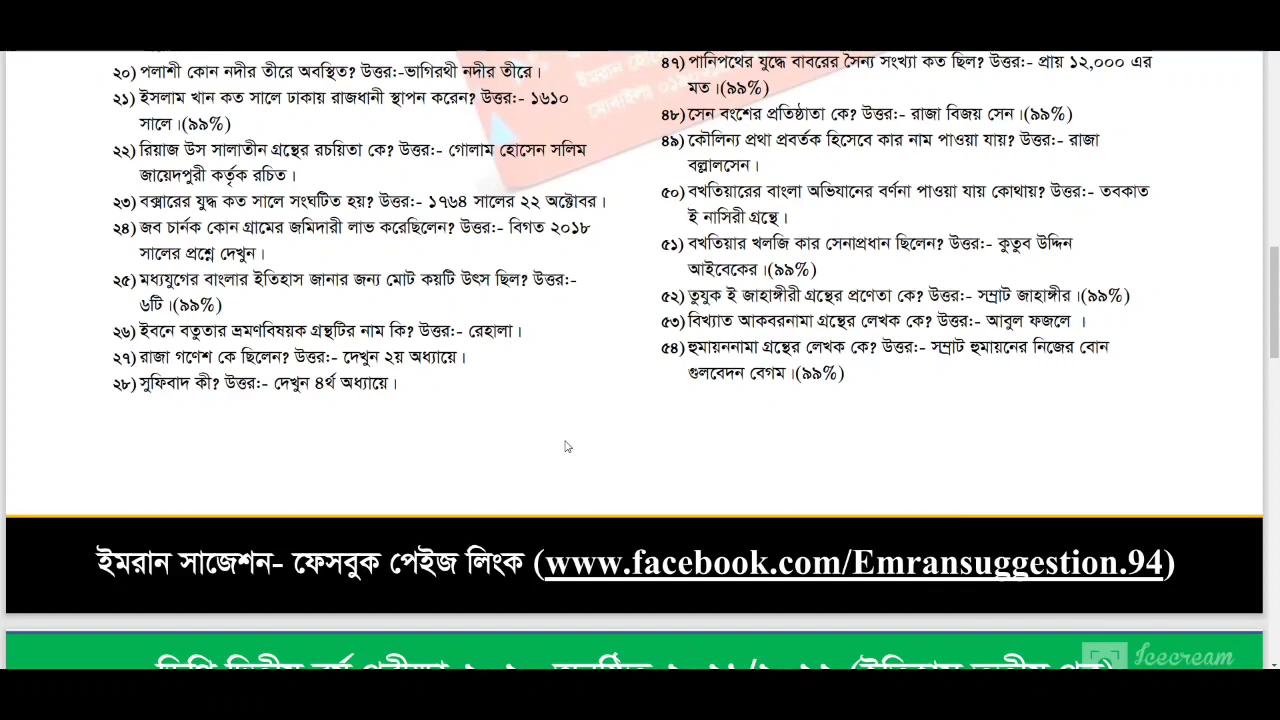 ২০) পলাশী কোন নদীর তীরে অবস্থিত? উত্তর:-ভাগিরথী নদীর তীরে।
২১) ইসলাম খান কত সালে ঢাকায় রাজধানী স্থাপন করেন? উত্তর:- ১৬১০
সালে।(৯৯%)
২২) রিয়াজ উস সালাতীন গ্রন্থের রচয়িতা কে? উত্তর:- গোলাম হোসেন সলিম
জায়েদপুরী কর্তৃক রচিত।
২৩) বক্সারের যুদ্ধ কত সালে সংঘটিত হয়? উত্তর:- ১৭৬৪ সালের ২২ অক্টোবর।
২৪) জব চার্নক কোন গ্রামের জমিদারী লাভ করেছিলেন? উত্তর:- বিগত ২০১৮
সালের প্রশ্নে দেখুন।
২৫) মধ্যযুগের বাংলার ইতিহাস জানার জন্য মোট কয়টি উৎস ছিল? উত্তর:-
৬টি।(৯৯%)
২৬) ইবনে বতুতার ভ্রমণবিষয়ক গ্রন্থটির নাম কি? উত্তর:- রেহালা।
২৭) রাজা গণেশ কে ছিলেন? উত্তর:- দেখুন ২য় অধ্যায়ে।
২৮) সুফিবাদ কী? উত্তর:- দেখুন ৪র্থ অধ্যায়ে।
৪৭) পানিপথের যুদ্ধে বাবরের সৈন্য সংখ্যা কত ছিল? উত্তর:- প্রায় ১২,০০০ এর
মত।(৯৯%)
৪৮) সেন বংশের প্রতিষ্ঠাতা কে? উত্তর:- রাজা বিজয় সেন।(৯৯%)
৪৯) কৌলিন্য প্রথা প্রবর্তক হিসেবে কার নাম পাওয়া যায়? উত্তর:- রাজা
বল্লালসেন।
৫০) বখতিয়ারের বাংলা অভিযানের বর্ণনা পাওয়া যায় কোথায়? উত্তর:- তবকাত
ই নাসিরী গ্রন্থে।
৫১) বখতিয়ার খলজি কার সেনাপ্রধান ছিলেন? উত্তর:- কুতুব উদ্দিন
আইবেকের।(৯৯%)
৫২) তুযুক ই জাহাঙ্গীরী গ্রন্থের প্রণেতা কে? উত্তর:- সম্রাট জাহাঙ্গীর।(৯৯%)
৫৩) বিখ্যাত আকবরনামা গ্রন্থের লেখক কে? উত্তর:- আবুল ফজলে ।
৫৪) হুমায়ননামা গ্রন্থের লেখক কে? উত্তর:- সম্রাট হুমায়নের নিজের বোন
গুলবেদন বেগম।(৯৯%)
ইমরান সাজেশন- ফেসবুক পেইজ লিংক (www.facebook.com/Emransuggestion.94)
Icecream